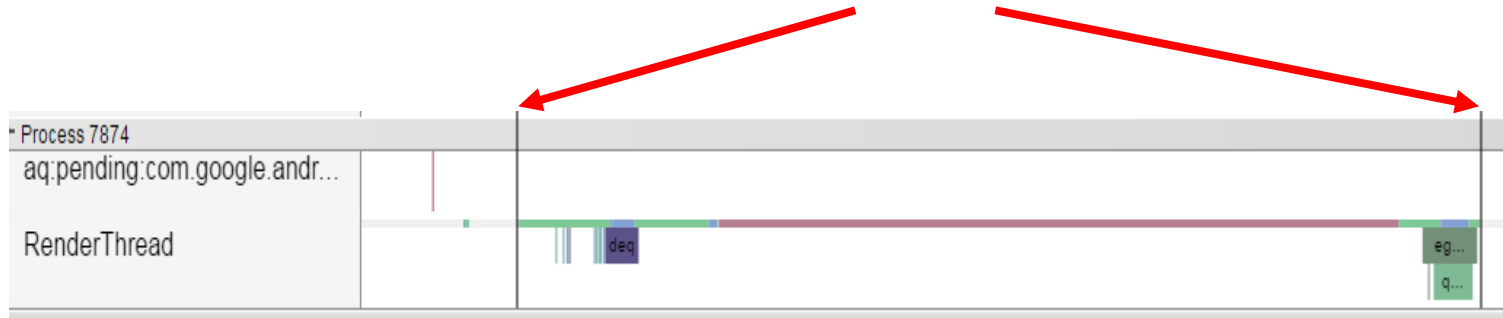 Process 7874
aq:pending:com.google.andr...
RenderThread
deq
eg...
q...